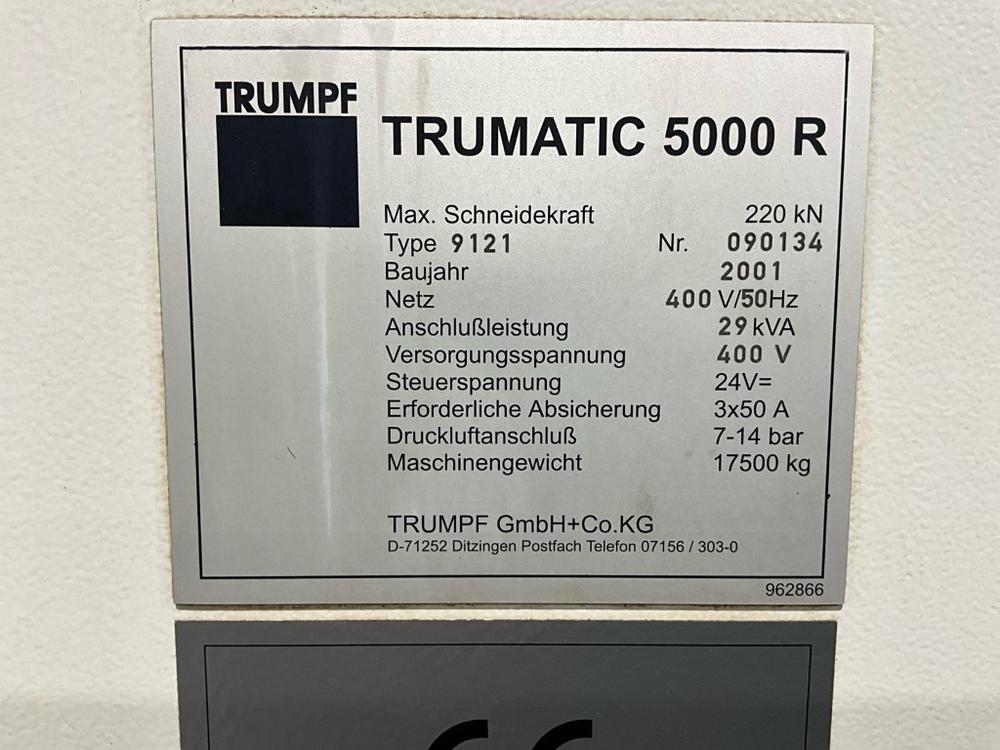 TRUMPF
TRUMATIC 5000 R
Max. Schneidekraft 220 kN
Type 9121 Nr. 090134
Baujahr 2001
Netz 400 V/50Hz
Anschlußleistung 29 kVA
Versorgungsspannung 400 V
Steuerspannung 24V=
Erforderliche Absicherung 3x50 A
Druckluftanschluß 7-14 bar
Maschinengewicht 17500 kg
TRUMPF GmbH+Co.KG
D-71252 Ditzingen Postfach Telefon 07156 / 303-0
962866
CE